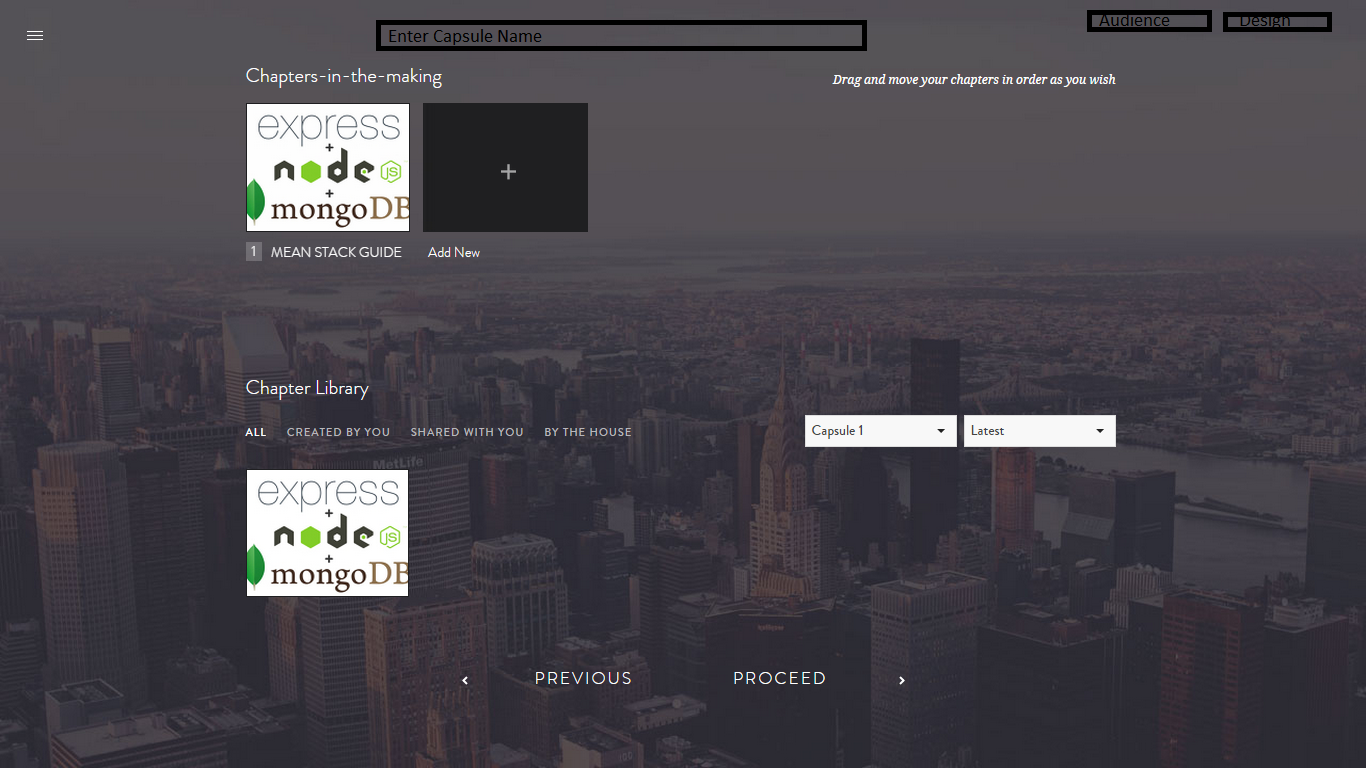 Enter Capsule Name
Audience
Design
Chapters-in-the-making
Drag and move your chapters in order as you wish
express
+
node JS
+
mongoDB
+
1 MEAN STACK GUIDE
Add New
Chapter Library
ALL CREATED BY YOU SHARED WITH YOU BY THE HOUSE
Capsule 1
Latest
MetLife
express
+
node JS
+
mongoDB
‹ PREVIOUS PROCEED ›
100